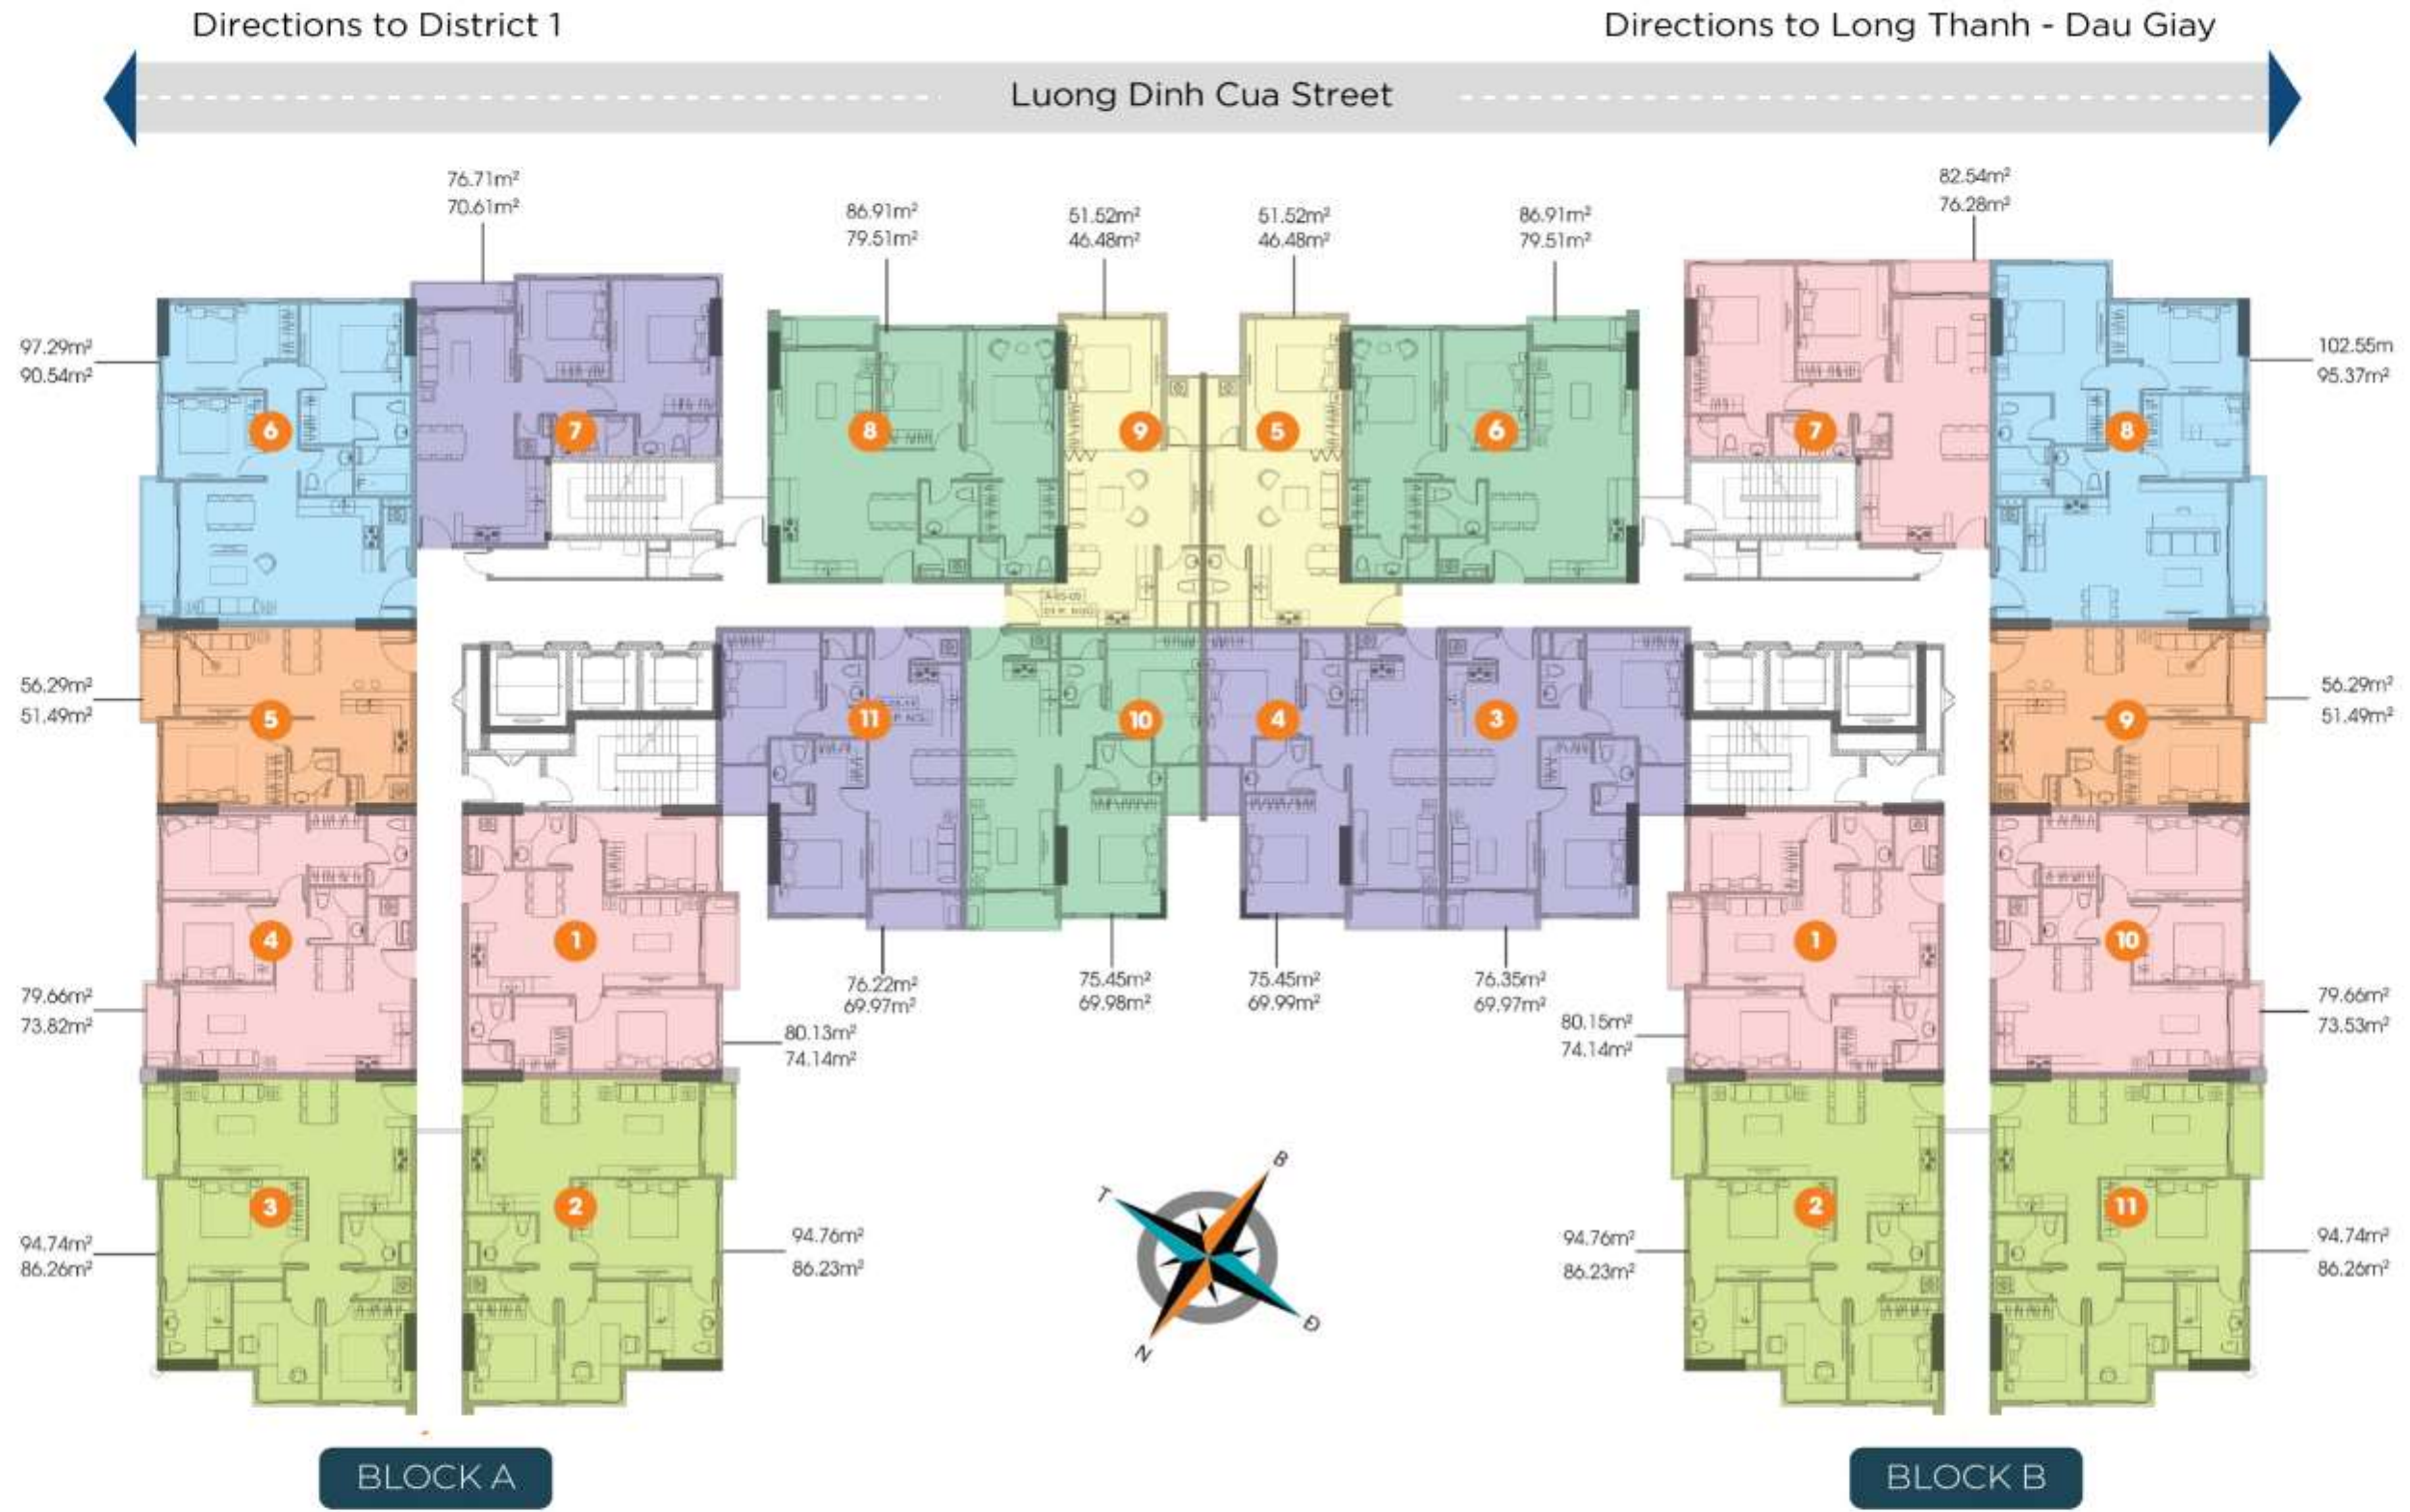 Directions to District 1
Directions to Long Thanh - Dau Giay
Luong Dinh Cua Street
76.71m²
70.61m²
86.91m²
79.51m²
51.52m²
46.48m²
51.52m²
46.48m²
86.91m²
79.51m²
82.54m²
76.28m²
97.29m²
90.54m²
102.55m
95.37m²
6
7
8
9
5
6
7
8
56.29m²
51.49m²
56.29m²
51.49m²
5
11
10
4
3
9
4
1
1
10
79.66m²
73.82m²
80.13m²
74.14m²
76.22m²
69.97m²
75.45m²
69.98m²
75.45m²
69.99m²
76.35m²
69.97m²
80.15m²
74.14m²
79.66m²
73.53m²
3
2
2
11
94.74m²
86.26m²
94.76m²
86.23m²
94.76m²
86.23m²
94.74m²
86.26m²
B
T
Đ
N
BLOCK A
BLOCK B